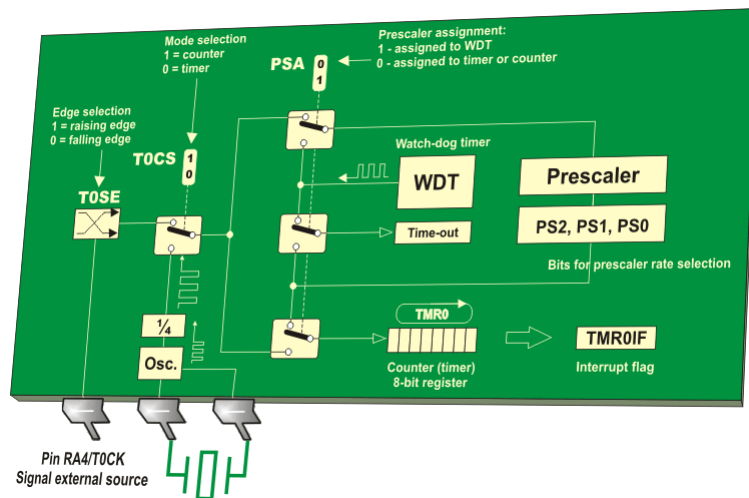 Mode selection
1 = counter
0 = timer
Prescaler assignment:
1 - assigned to WDT
0 - assigned to timer or counter
PSA
0
1
Edge selection
1 = raising edge
0 = falling edge
T0CS
1
0
T0SE
Watch-dog timer
WDT
Prescaler
Time-out
PS2, PS1, PS0
Bits for prescaler rate selection
¼
Osc.
TMR0
Counter (timer)
8-bit register
TMR0IF
Interrupt flag
Pin RA4/T0CK
Signal external source